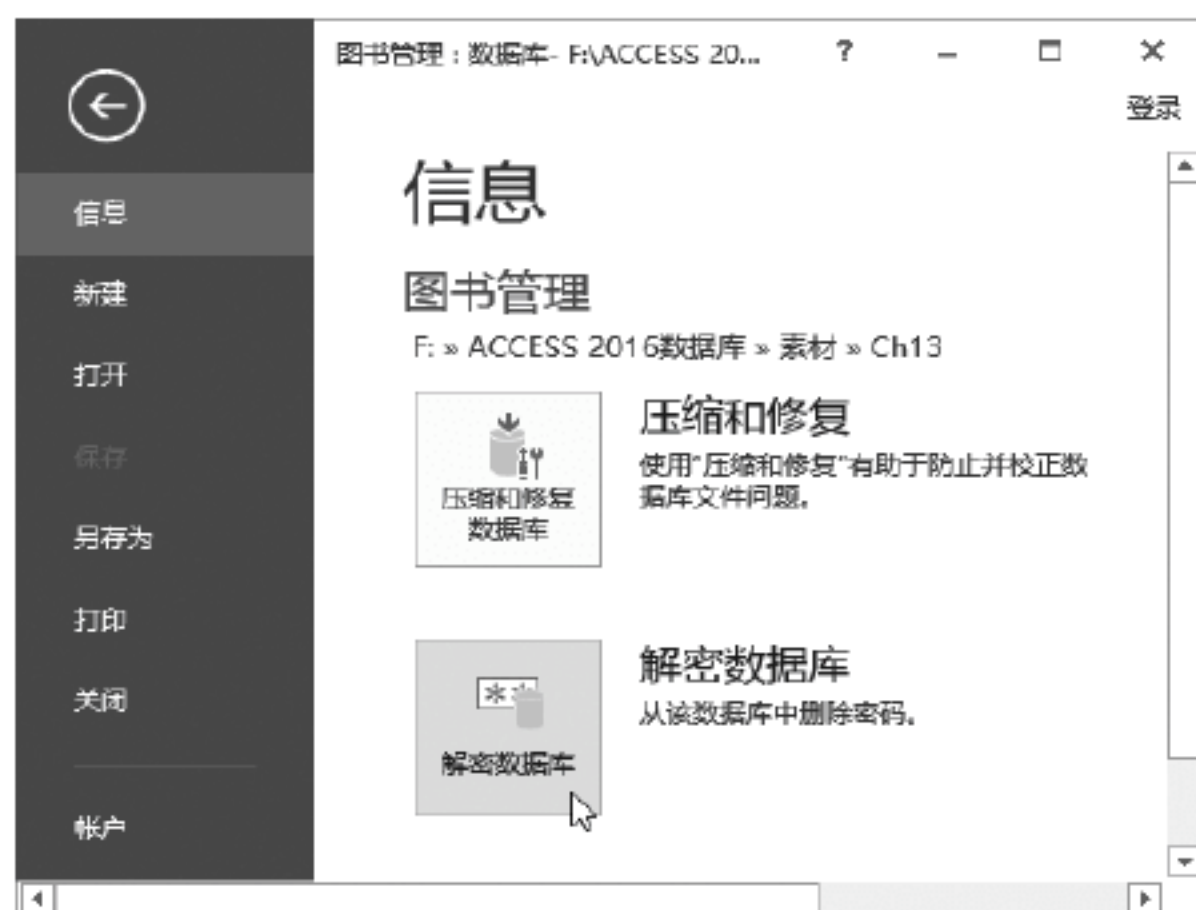 图书管理 : 数据库- F:\ACCESS 20...
?
登录
信息
新建
打开
保存
另存为
打印
关闭
帐户
信息
图书管理
F: » ACCESS 2016数据库 » 素材 » Ch13
压缩和修复
数据库
压缩和修复
使用"压缩和修复"有助于防止并校正数
据库文件问题。
**
解密数据库
解密数据库
从该数据库中删除密码。